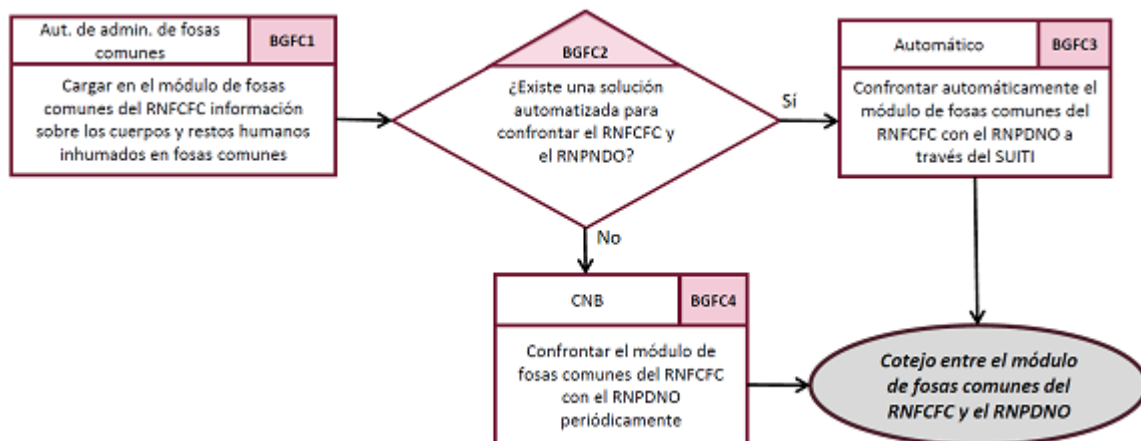 Aut. de admin. de fosas
comunes
BGFC1
Cargar en el módulo de fosas
comunes del RNFCFC información
sobre los cuerpos y restos humanos
inhumados en fosas comunes
BGFC2
¿Existe una solución
automatizada para
confrontar el RNFCFC y
el RNPNDO?
Sí
Automático
BGFC3
Confrontar automáticamente el
módulo de fosas comunes del
RNFCFC con el RNPDNO a
través del SUITI
No
CNB
BGFC4
Confrontar el módulo de
fosas comunes del RNFCFC
con el RNPDNO
periódicamente
Cotejo entre el módulo
de fosas comunes del
RNFCFC y el RNPDNO